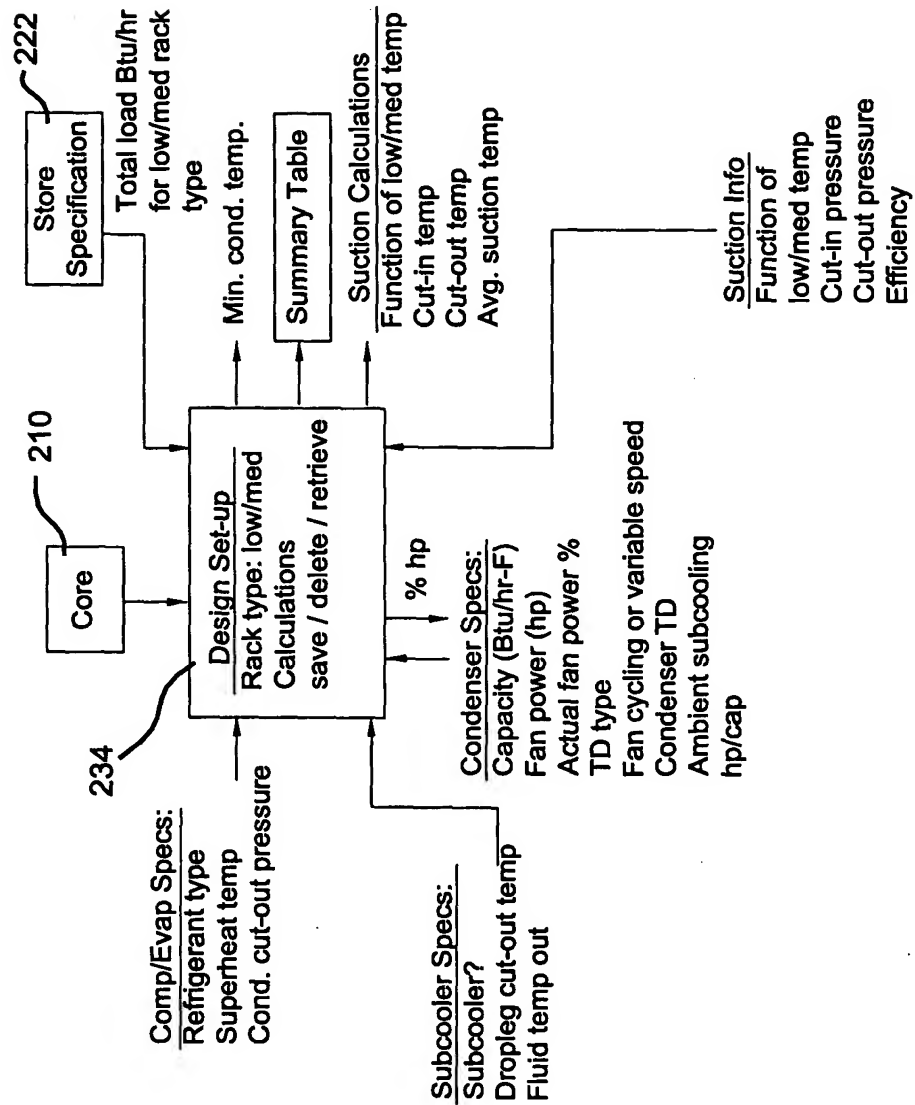 222
Store
Specification
Total load Btu/hr
for low/med rack
type
210
Core
234
Design Set-up
Rack type: low/med
Calculations
save / delete / retrieve
Min. cond. temp.
Summary Table
Suction Calculations
Function of low/med temp
Cut-in temp
Cut-out temp
Avg. suction temp
Comp/Evap Specs:
Refrigerant type
Superheat temp
Cond. cut-out pressure
% hp
Condenser Specs:
Capacity (Btu/hr-F)
Fan power (hp)
Actual fan power %
TD type
Fan cycling or variable speed
Condenser TD
Ambient subcooling
hp/cap
Subcooler Specs:
Subcooler?
Dropleg cut-out temp
Fluid temp out
Suction Info
Function of
low/med temp
Cut-in pressure
Cut-out pressure
Efficiency